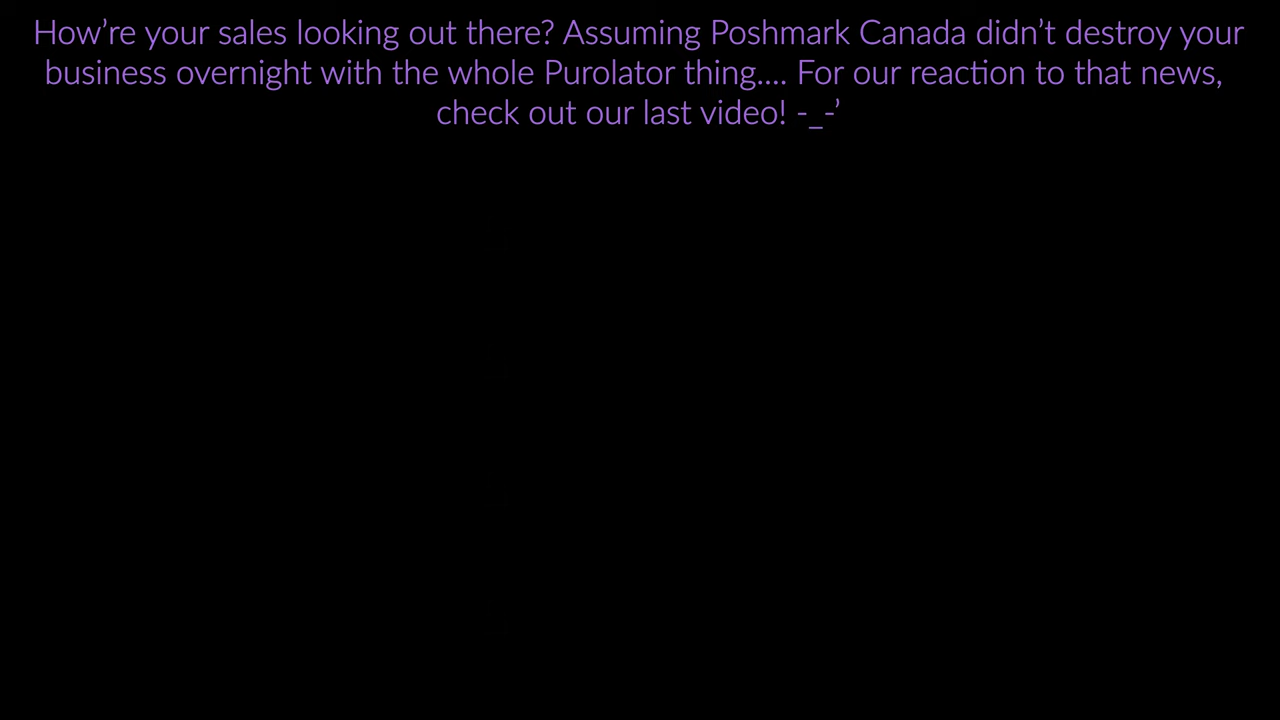 How’re your sales looking out there? Assuming Poshmark Canada didn’t destroy your
business overnight with the whole Purolator thing.... For our reaction to that news,
check out our last video! -_-’